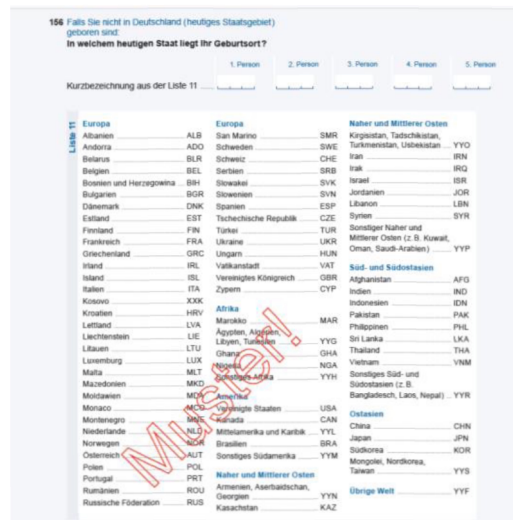 156 Falls Sie nicht in Deutschland (heutiges Staatsgebiet)
geboren sind:
In welchem heutigen Staat liegt Ihr Geburtsort?
1. Person 2. Person 3. Person 4. Person 5. Person
Kurzbezeichnung aus der Liste 11
Liste 11
Europa
Albanien ALB
Andorra ADO
Belarus BLR
Belgien BEL
Bosnien und Herzegowina BIH
Bulgarien BGR
Dänemark DNK
Estland EST
Finnland FIN
Frankreich FRA
Griechenland GRC
Irland IRL
Island ISL
Italien ITA
Kosovo XXK
Kroatien HRV
Lettland LVA
Liechtenstein LIE
Litauen LTU
Luxemburg LUX
Malta MLT
Mazedonien MKD
Moldawien MDA
Monaco MCO
Montenegro MNE
Niederlande NLD
Norwegen NOR
Österreich AUT
Polen POL
Portugal PRT
Rumänien ROU
Russische Föderation RUS
Europa
San Marino SMR
Schweden SWE
Schweiz CHE
Serbien SRB
Slowakei SVK
Slowenien SVN
Spanien ESP
Tschechische Republik CZE
Türkei TUR
Ukraine UKR
Ungarn HUN
Vatikanstadt VAT
Vereinigtes Königreich GBR
Zypern CYP
Afrika
Marokko MAR
Ägypten, Algerien,
Libyen, Tunesien YYG
Ghana GHA
Nigeria NGA
Sonstiges Afrika YYH
Amerika
Vereinigte Staaten USA
Kanada CAN
Mittelamerika und Karibik YYL
Brasilien BRA
Sonstiges Südamerika YYM
Naher und Mittlerer Osten
Armenien, Aserbaidschan,
Georgien YYN
Kasachstan KAZ
Naher und Mittlerer Osten
Kirgisistan, Tadschikistan,
Turkmenistan, Usbekistan YYO
Iran IRN
Irak IRQ
Israel ISR
Jordanien JOR
Libanon LBN
Syrien SYR
Sonstiger Naher und
Mittlerer Osten (z. B. Kuwait,
Oman, Saudi-Arabien) YYP
Süd- und Südostasien
Afghanistan AFG
Indien IND
Indonesien IDN
Pakistan PAK
Philippinen PHL
Sri Lanka LKA
Thailand THA
Vietnam VNM
Sonstiges Süd- und
Südostasien (z. B.
Bangladesch, Laos, Nepal) YYR
Ostasien
China CHN
Japan JPN
Südkorea KOR
Mongolei, Nordkorea,
Taiwan YYS
Übrige Welt YYF
Muster!